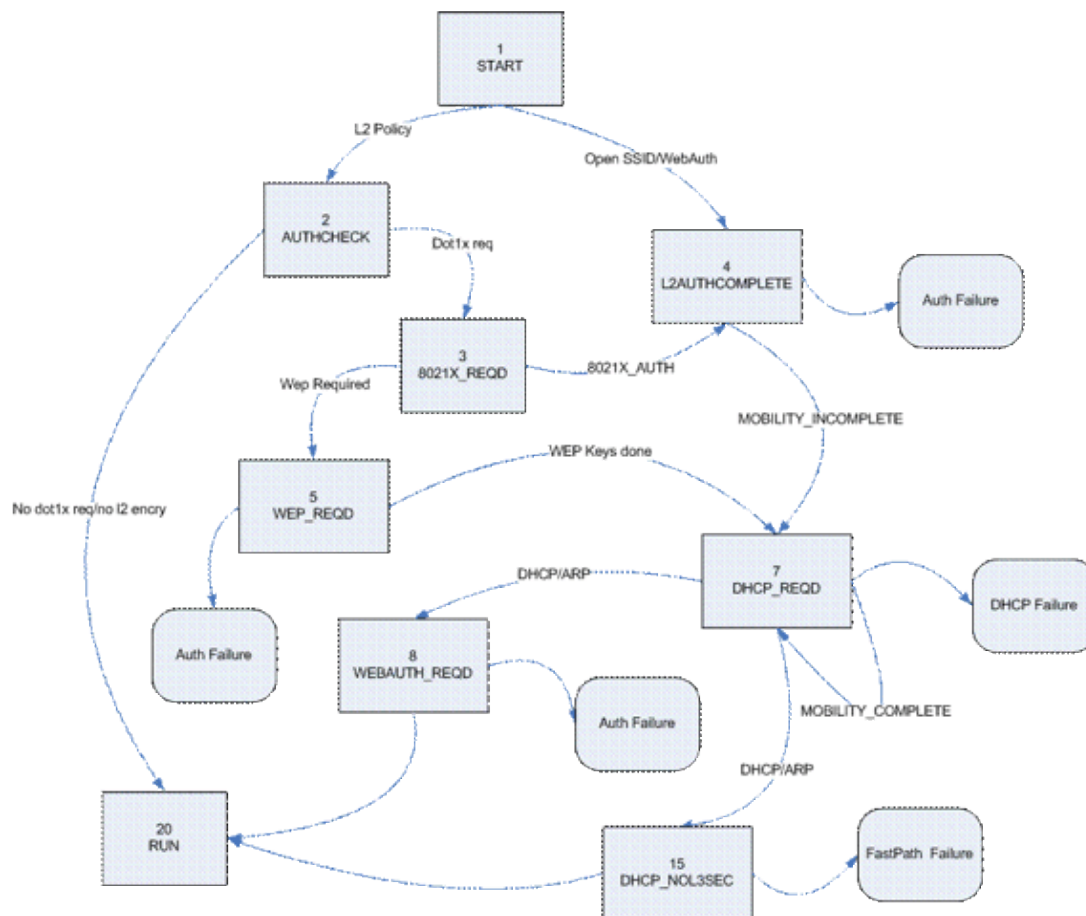 1
START
L2 Policy
Open SSID/WebAuth
2
AUTHCHECK
Dot1x req
4
L2AUTHCOMPLETE
Auth Failure
3
8021X_REQD
8021X_AUTH
Wep Required
MOBILITY_INCOMPLETE
WEP Keys done
5
WEP_REQD
No dot1x req/no l2 encry
7
DHCP_REQD
DHCP/ARP
DHCP Failure
Auth Failure
8
WEBAUTH_REQD
Auth Failure
MOBILITY_COMPLETE
DHCP/ARP
20
RUN
15
DHCP_NOL3SEC
FastPath Failure